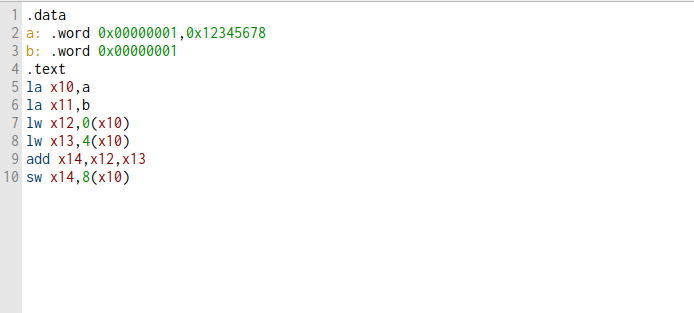 1 .data
2 a: .word 0x00000001,0x12345678
3 b: .word 0x00000001
4 .text
5 la x10,a
6 la x11,b
7 lw x12,0(x10)
8 lw x13,4(x10)
9 add x14,x12,x13
10 sw x14,8(x10)